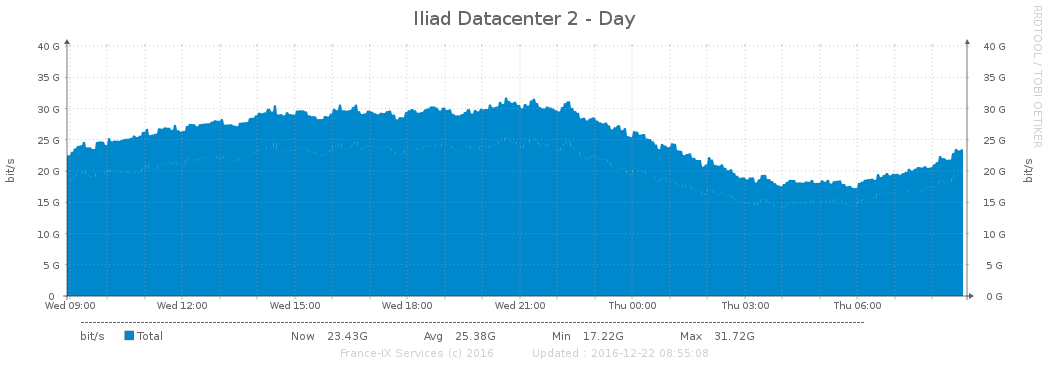 Iliad Datacenter 2 - Day
RRDTOOL / TOBI OETIKER
40 G 40 G
35 G 35 G
30 G 30 G
25 G 25 G
20 G 20 G
15 G 15 G
10 G 10 G
5 G 5 G
0 0 G
bit/s bit/s
Wed 09:00 Wed 12:00 Wed 15:00 Wed 18:00 Wed 21:00 Thu 00:00 Thu 03:00 Thu 06:00
bit/s Total Now 23.43G Avg 25.38G Min 17.22G Max 31.72G
France-IX Services (c) 2016 Updated : 2016-12-22 08:55:08